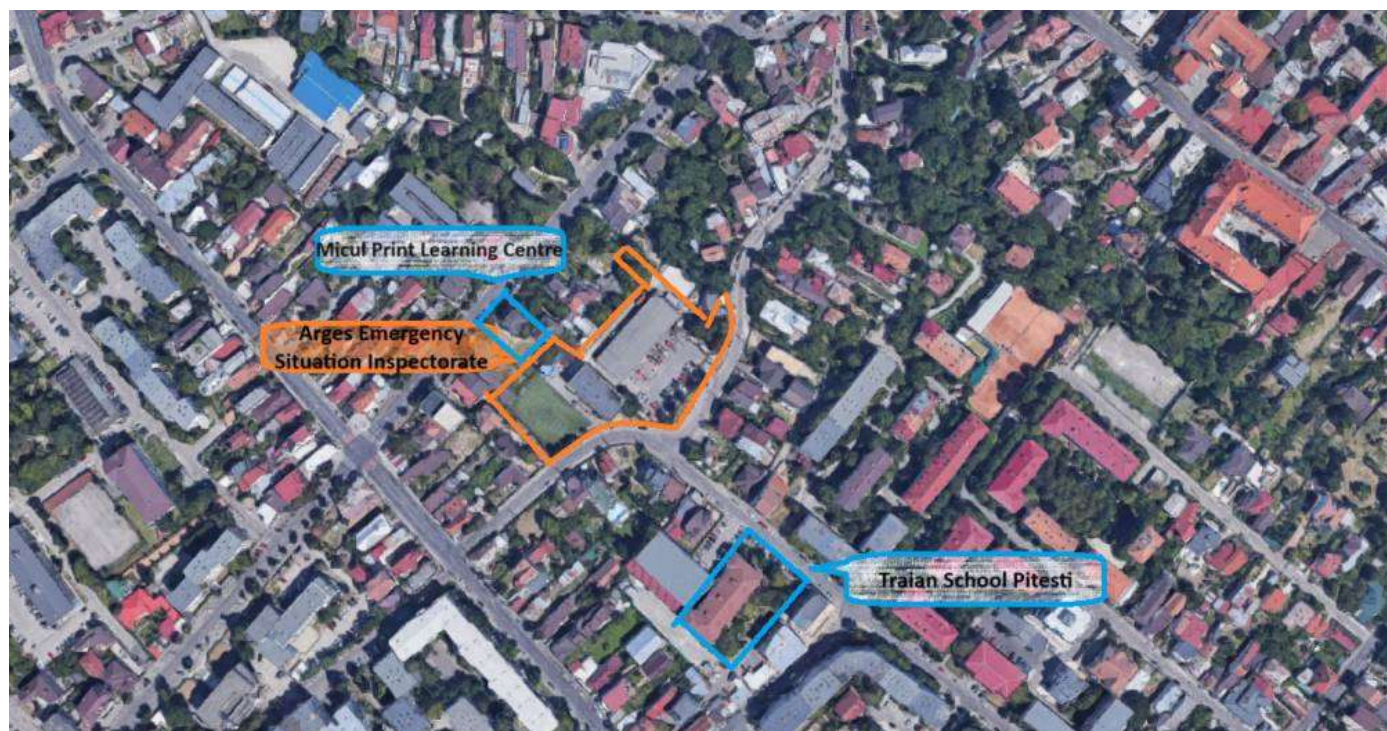 Micul Print Learning Centre
Arges Emergency
Situation Inspectorate
Traian School Pitesti